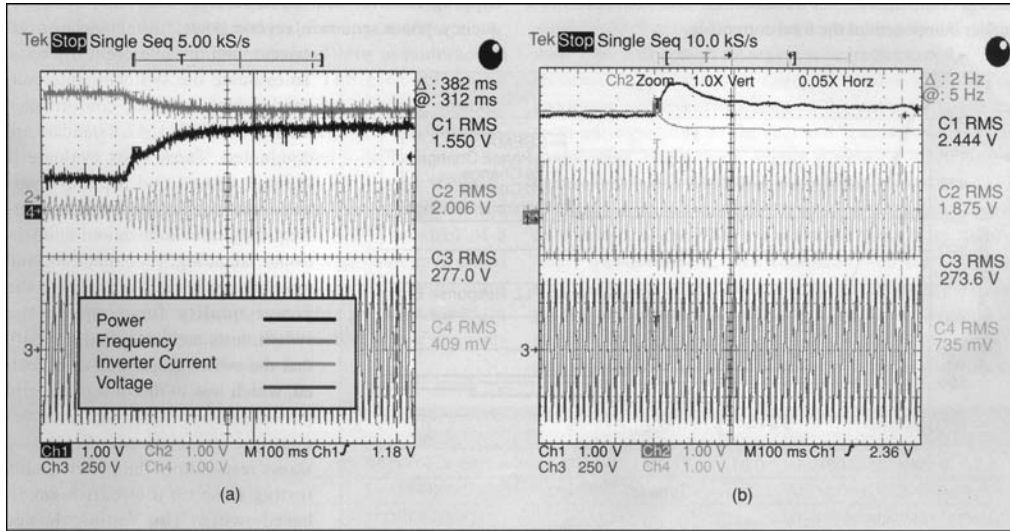 Tek Stop Single Seq 5.00 kS/s
T
Δ : 382 ms
@: 312 ms
C1 RMS
1.550 V
C2 RMS
2.006 V
C3 RMS
277.0 V
C4 RMS
409 mV
2+
4+
3+
Power
Frequency
Inverter Current
Voltage
Ch1 1.00 V Ch2 1.00 V M100 ms Ch1 1.18 V
Ch3 250 V Ch4 1.00 V
(a)
Tek Stop Single Seq 10.0 kS/s
T
Ch2 Zoom 1.0X Vert 0.05X Horz
Δ : 2 Hz
@: 5 Hz
C1 RMS
2.444 V
C2 RMS
1.875 V
C3 RMS
273.6 V
C4 RMS
735 mV
3+
Ch1 1.00 V Ch2 1.00 V M100 ms Ch1 2.36 V
Ch3 250 V Ch4 1.00 V
(b)